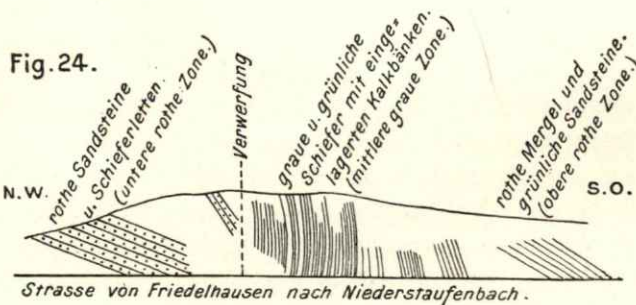 Fig. 24.
rothe Sandsteine
u. Schieferletten.
(untere rothe Zone.)
Verwerfung
graue u. grünliche
Schiefer mit einge-
lagerten Kalkbänken.
(mittlere graue Zone.)
rothe Mergel und
grünliche Sandsteine.
(obere rothe Zone.)
N.W.
S.O.
Strasse von Friedelhausen nach Niederstaufenbach.